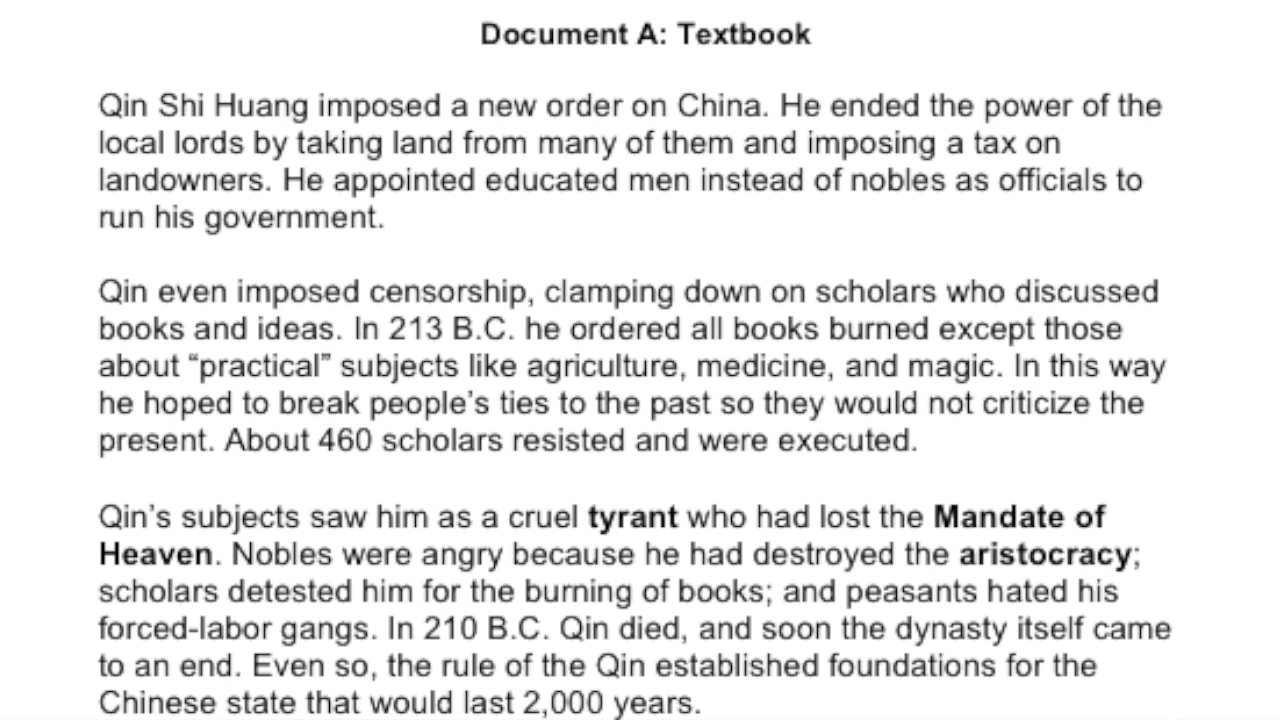 Document A: Textbook
Qin Shi Huang imposed a new order on China. He ended the power of the
local lords by taking land from many of them and imposing a tax on
landowners. He appointed educated men instead of nobles as officials to
run his government.
Qin even imposed censorship, clamping down on scholars who discussed
books and ideas. In 213 B.C. he ordered all books burned except those
about “practical” subjects like agriculture, medicine, and magic. In this way
he hoped to break people’s ties to the past so they would not criticize the
present. About 460 scholars resisted and were executed.
Qin’s subjects saw him as a cruel tyrant who had lost the Mandate of
Heaven. Nobles were angry because he had destroyed the aristocracy;
scholars detested him for the burning of books; and peasants hated his
forced-labor gangs. In 210 B.C. Qin died, and soon the dynasty itself came
to an end. Even so, the rule of the Qin established foundations for the
Chinese state that would last 2,000 years.